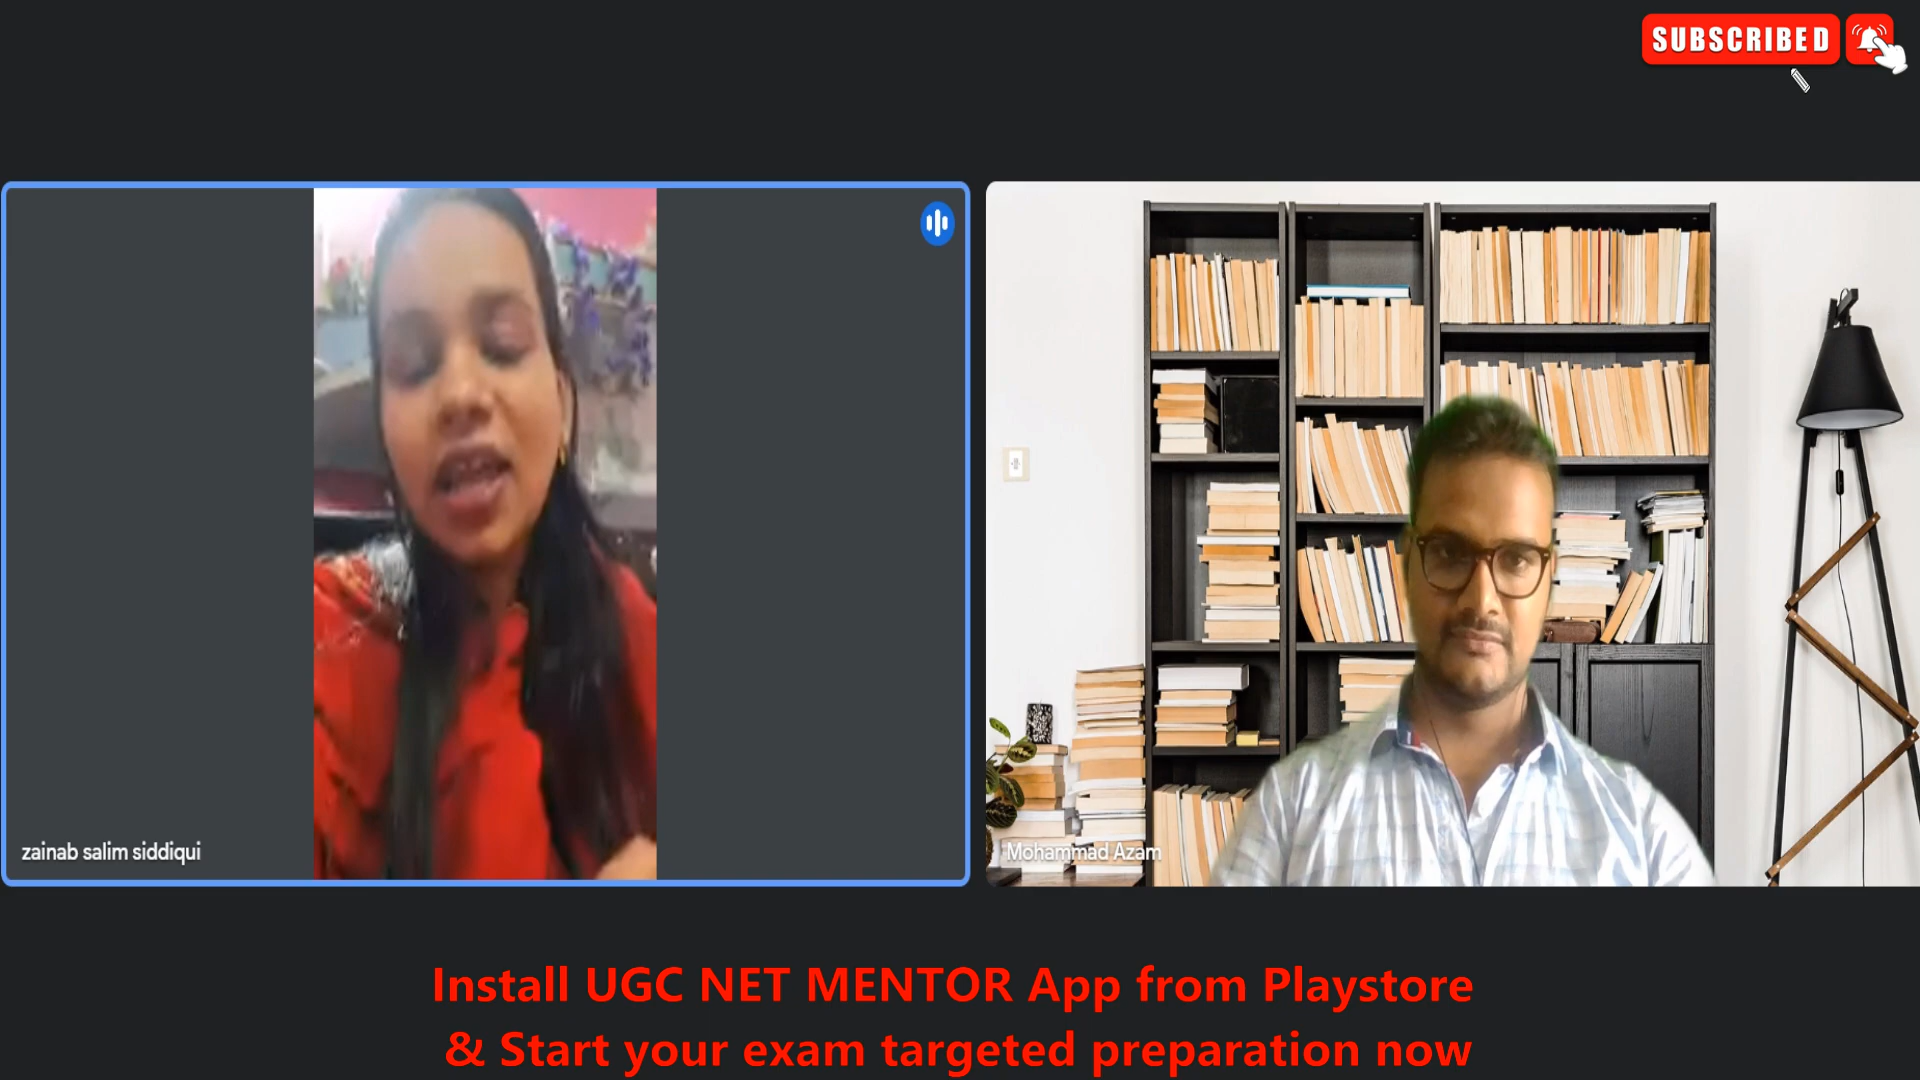 SUBSCRIBED
zainab salim siddiqui
Mohammad Azam
Install UGC NET MENTOR App from Playstore
& Start your exam targeted preparation now